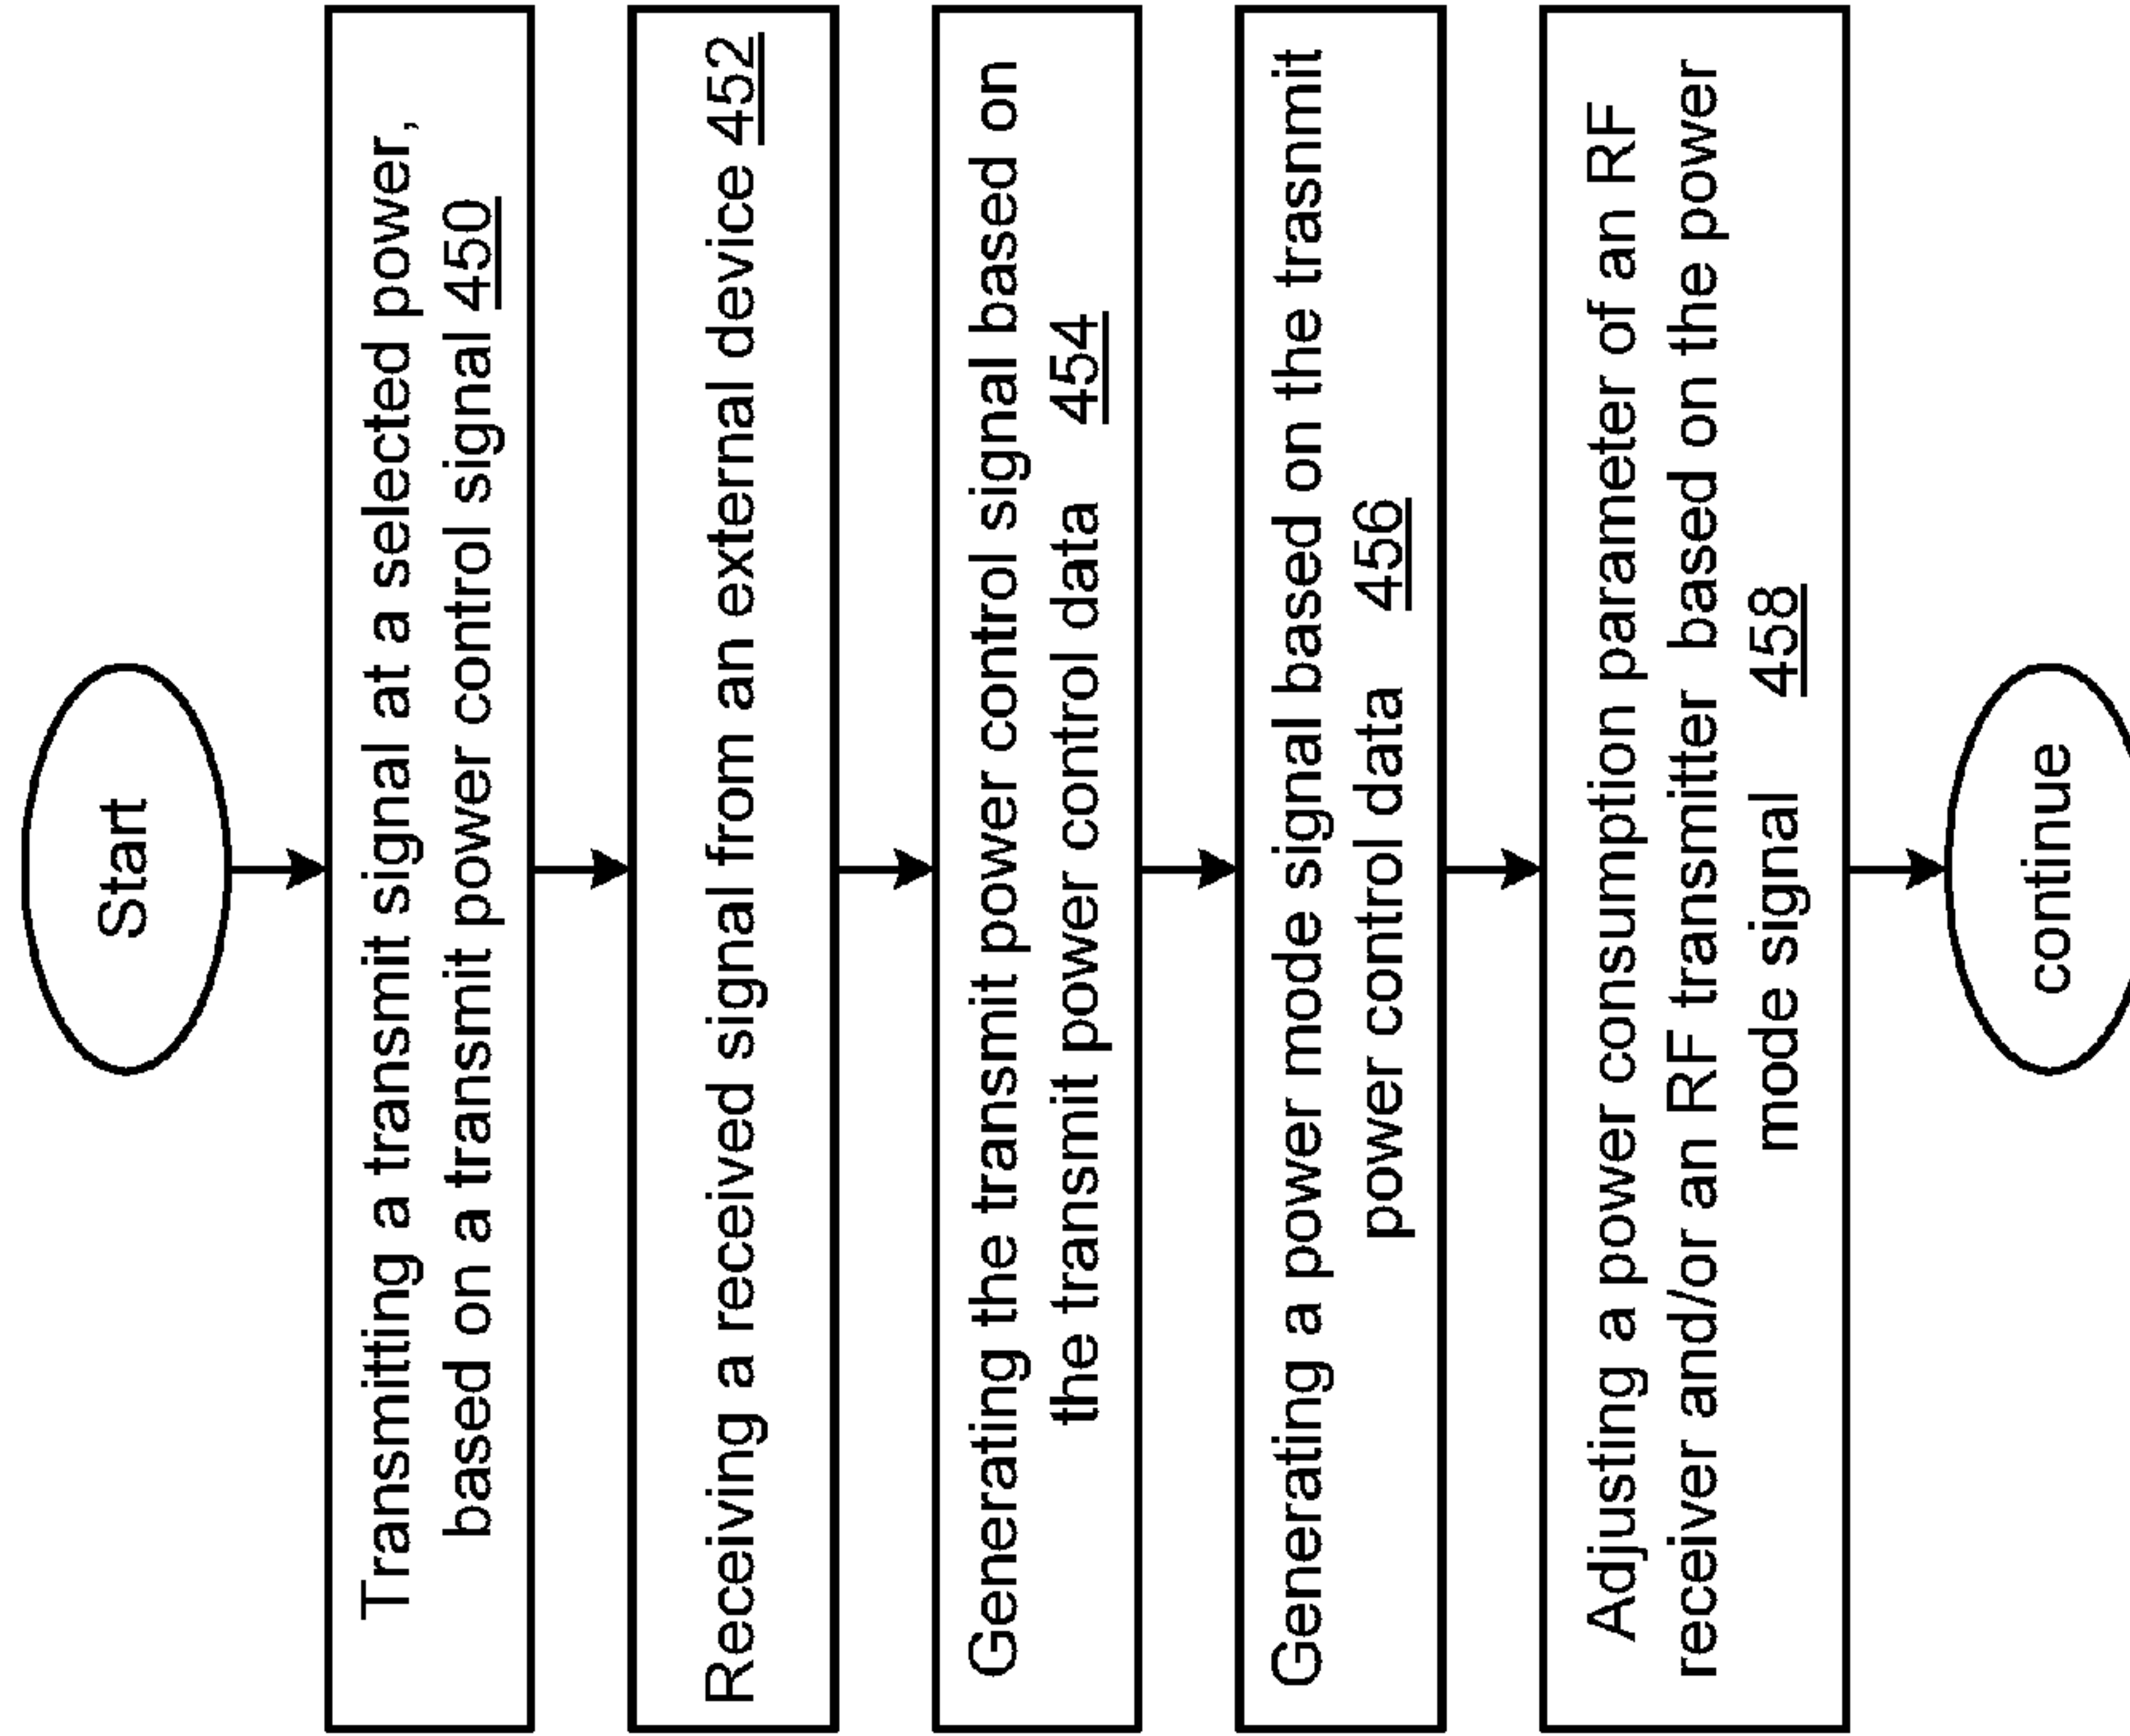 Start
Transmitting a transmit signal at a selected power,
based on a transmit power control signal 450
Receiving a received signal from an external device 452
Generating the transmit power control signal based on
the transmit power control data 454
Generating a power mode signal based on the trasnmit
power control data 456
Adjusting a power consumption parameter of an RF
receiver and/or an RF transmitter based on the power
mode signal 458
continue